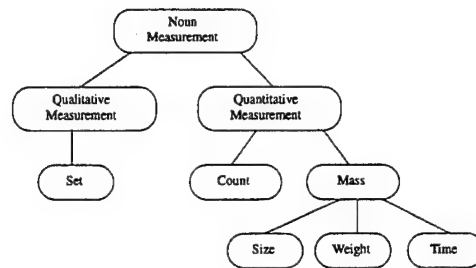 Noun
Measurement
Qualitative
Measurement
Quantitative
Measurement
Set
Count
Mass
Size
Weight
Time